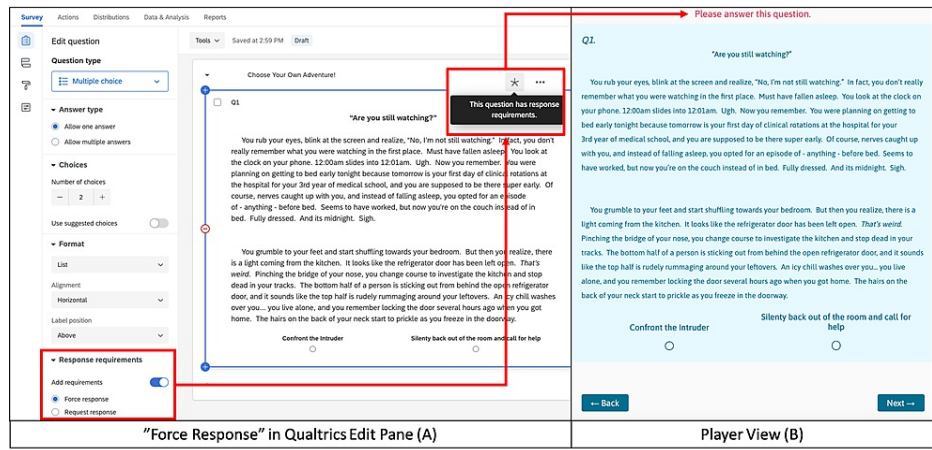 Survey Actions Distributions Data & Analysis Reports
Edit question
Question type
Multiple choice
Answer type
Allow one answer
Allow multiple answers
Choices
Number of choices
− 2 +
Use suggested choices
Format
List
Alignment
Horizontal
Label position
Above
Response requirements
Add requirements
Force response
Request response
Tools Saved at 2:59 PM Draft
Choose Your Own Adventure!
Q1
This question has response
requirements.
"Are you still watching?"
You rub your eyes, blink at the screen and realize, "No, I'm not still watching." In fact, you don't
really remember what you were watching in the first place. Must have fallen asleep. You look at
the clock on your phone. 12:00am slides into 12:01am. Ugh. Now you remember. You were
planning on getting to bed early tonight because tomorrow is your first day of clinical rotations at
the hospital for your 3rd year of medical school, and you are supposed to be there super early. Of
course, nerves caught up with you, and instead of falling asleep, you opted for an episode
of - anything - before bed. Seems to have worked, but now you're on the couch instead of in
bed. Fully dressed. And its midnight. Sigh.
You grumble to your feet and start shuffling towards your bedroom. But then you realize, there
is a light coming from the kitchen. It looks like the refrigerator door has been left open. That's
weird. Pinching the bridge of your nose, you change course to investigate the kitchen and stop
dead in your tracks. The bottom half of a person is sticking out from behind the open refrigerator
door, and it sounds like the top half is rudely rummaging around your leftovers. An icy chill washes
over you... you live alone, and you remember locking the door several hours ago when you got
home. The hairs on the back of your neck start to prickle as you freeze in the doorway.
Confront the Intruder Silenty back out of the room and call for help
Please answer this question.
Q1.
"Are you still watching?"
You rub your eyes, blink at the screen and realize, "No, I'm not still watching." In fact, you don't really
remember what you were watching in the first place. Must have fallen asleep. You look at the clock on
your phone. 12:00am slides into 12:01am. Ugh. Now you remember. You were planning on getting to
bed early tonight because tomorrow is your first day of clinical rotations at the hospital for your
3rd year of medical school, and you are supposed to be there super early. Of course, nerves caught up
with you, and instead of falling asleep, you opted for an episode of - anything - before bed. Seems to
have worked, but now you're on the couch instead of in bed. Fully dressed. And its midnight. Sigh.
You grumble to your feet and start shuffling towards your bedroom. But then you realize, there is a
light coming from the kitchen. It looks like the refrigerator door has been left open. That's weird.
Pinching the bridge of your nose, you change course to investigate the kitchen and stop dead in your
tracks. The bottom half of a person is sticking out from behind the open refrigerator door, and it sounds
like the top half is rudely rummaging around your leftovers. An icy chill washes over you... you live
alone, and you remember locking the door several hours ago when you got home. The hairs on the
back of your neck start to prickle as you freeze in the doorway.
Confront the Intruder Silenty back out of the room and call for
help
← Back Next →
"Force Response" in Qualtrics Edit Pane (A) Player View (B)